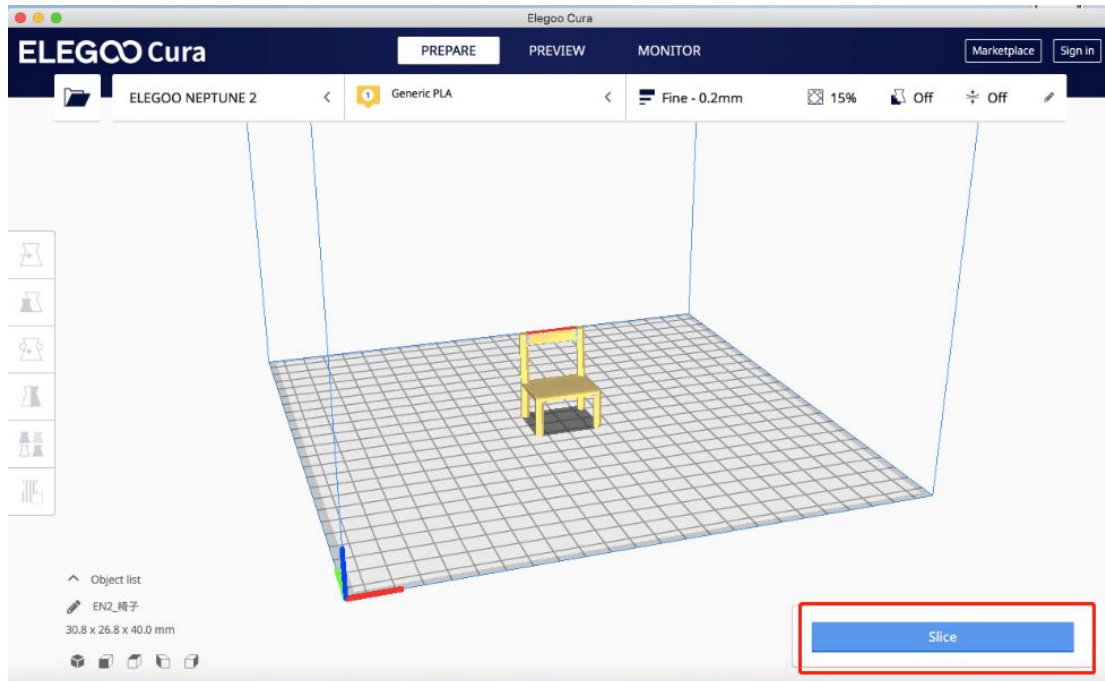 Elegoo Cura
ELEGOO Cura
PREPARE PREVIEW MONITOR Marketplace Sign in
ELEGOO NEPTUNE 2 1 Generic PLA Fine - 0.2mm 15% Off Off
Object list
EN2_椅子
30.8 x 26.8 x 40.0 mm
Slice